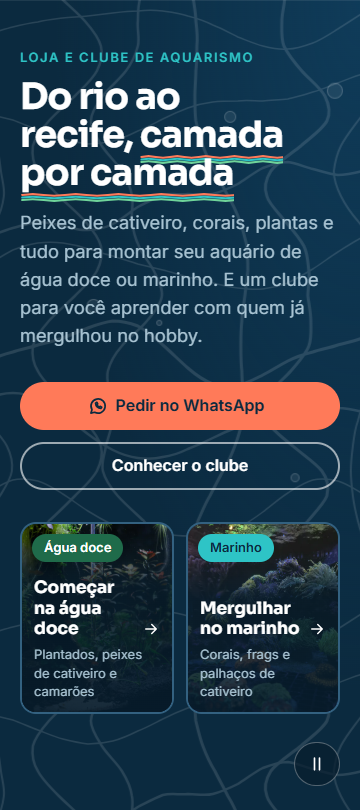 LOJA E CLUBE DE AQUARISMO
Do rio ao
recife, camada
por camada
Peixes de cativeiro, corais, plantas e
tudo para montar seu aquário de
água doce ou marinho. E um clube
para você aprender com quem já
mergulhou no hobby.
Pedir no WhatsApp
Conhecer o clube
Água doce
Começar
na água
doce
Plantados, peixes
de cativeiro e
camarões
Marinho
Mergulhar
no marinho
Corais, frags e
palhaços de
cativeiro